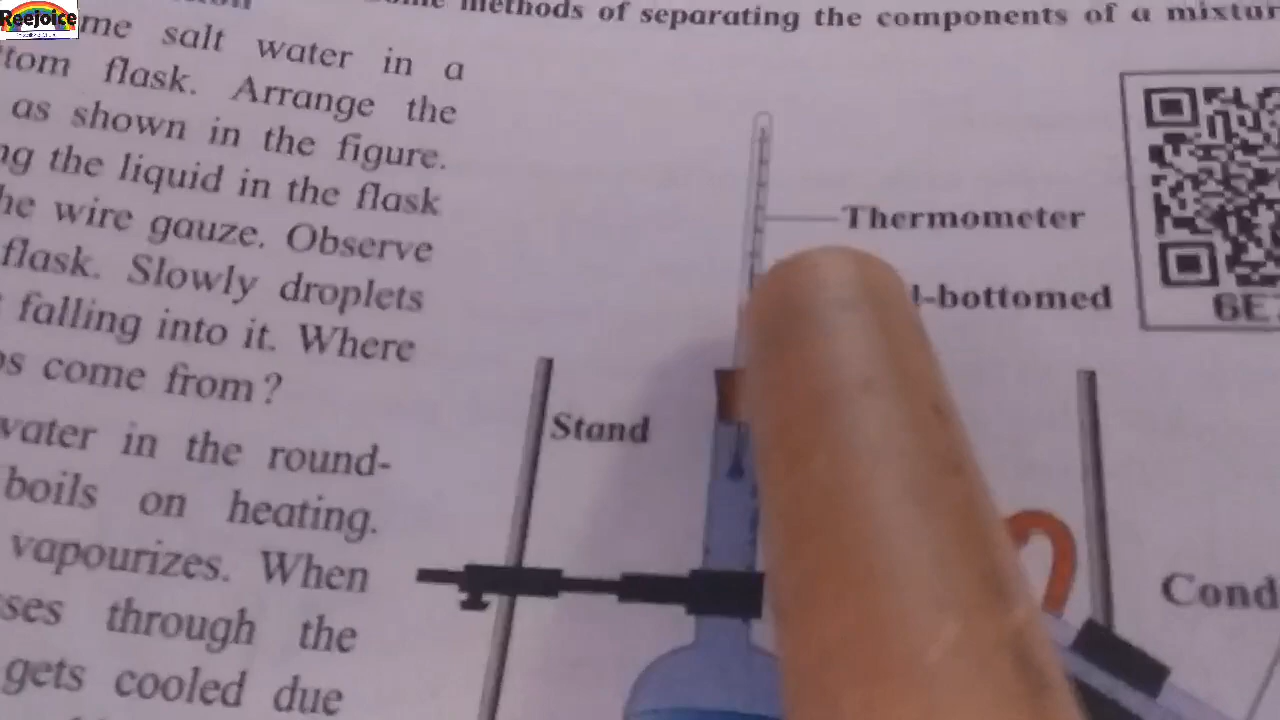 Reejoice
methods of separating the components of a mixtur
me salt water in a
tom flask. Arrange the
as shown in the figure.
ng the liquid in the flask
he wire gauze. Observe
flask. Slowly droplets
falling into it. Where
os come from?
vater in the round-
boils on heating.
vapourizes. When
ses through the
gets cooled due
Thermometer
-bottomed
6E
Stand
Cond